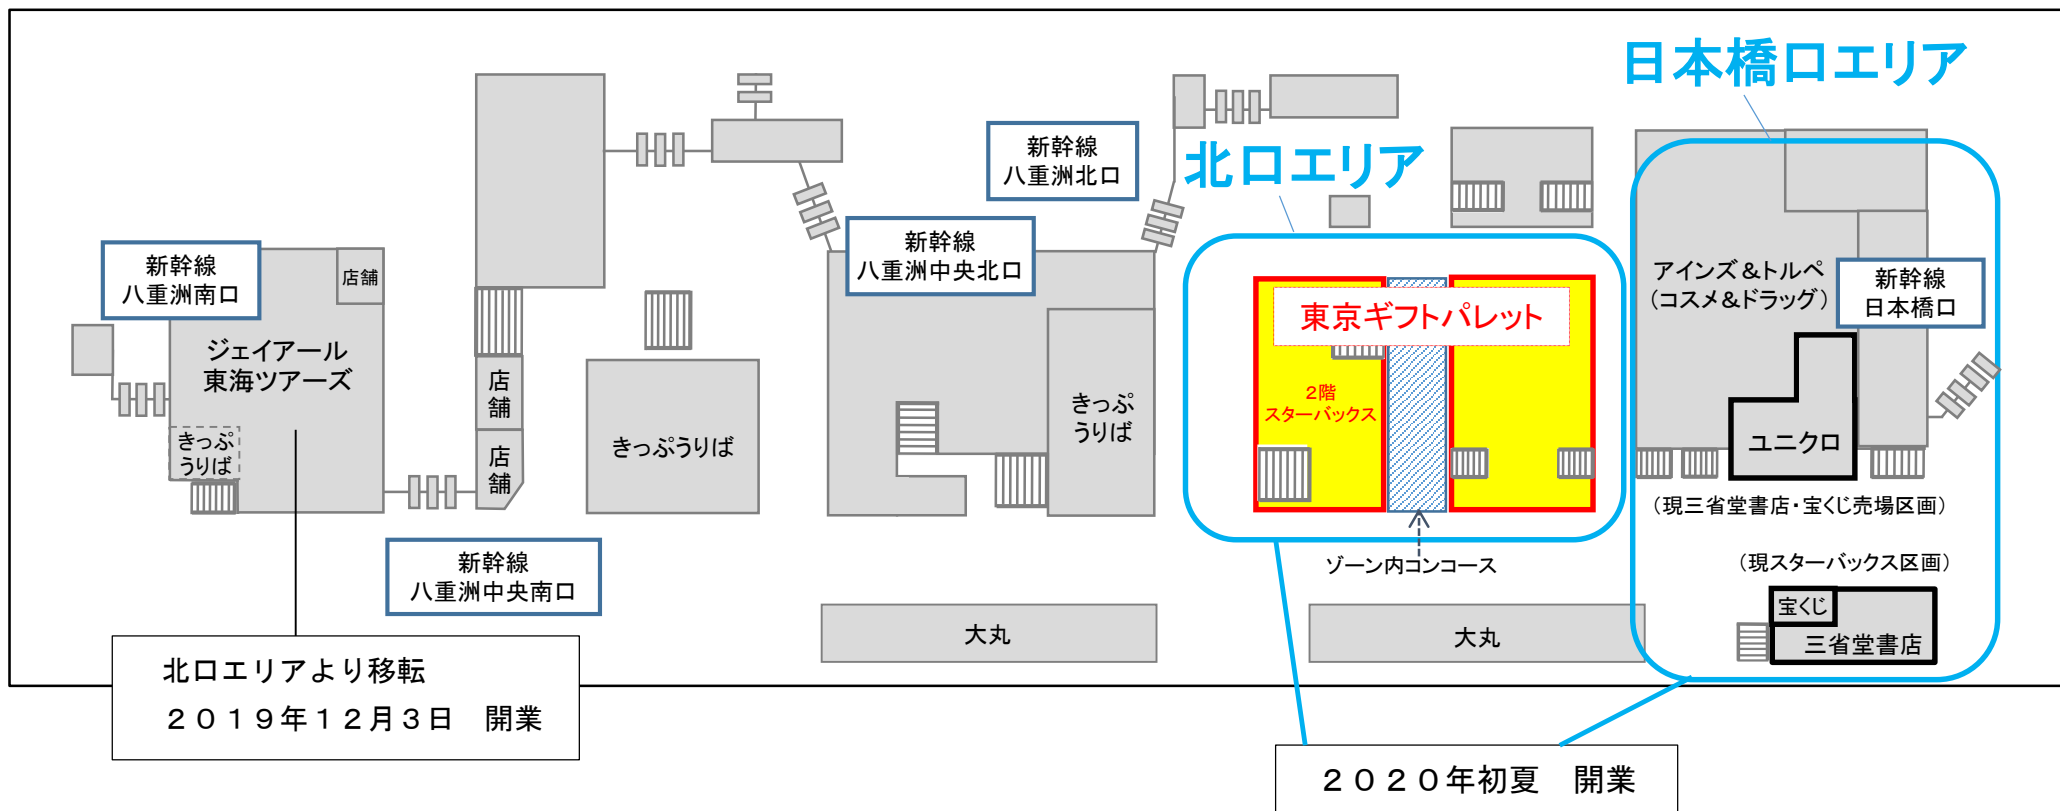 日本橋口エリア
北口エリア
新幹線
八重洲北口
新幹線
八重洲中央北口
新幹線
八重洲南口
店舗
ジェイアール
東海ツアーズ
きっぷ
うりば
店
舗
店
舗
きっぷうりば
きっぷ
うりば
東京ギフトパレット
2階
スターバックス
アインズ&トルペ
(コスメ&ドラッグ)
新幹線
日本橋口
ユニクロ
(現三省堂書店・宝くじ売場区画)
(現スターバックス区画)
宝くじ
三省堂書店
ゾーン内コンコース
新幹線
八重洲中央南口
大丸
大丸
北口エリアより移転
2019年12月3日 開業
2020年初夏 開業